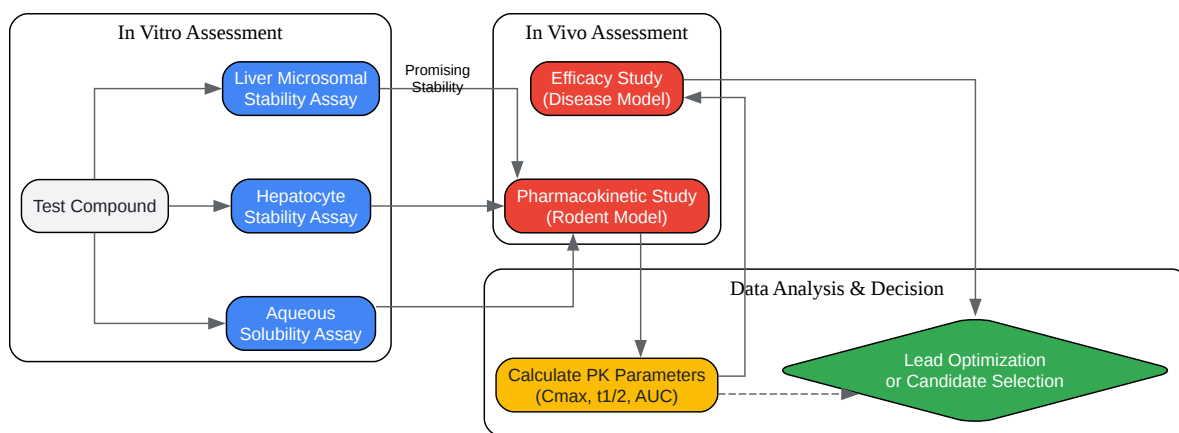 In Vitro Assessment
In Vivo Assessment
Liver Microsomal
Stability Assay
Promising
Stability
Efficacy Study
(Disease Model)
Test Compound
Hepatocyte
Stability Assay
Pharmacokinetic Study
(Rodent Model)
Aqueous
Solubility Assay
Data Analysis & Decision
Calculate PK Parameters
(Cmax, t1/2, AUC)
Lead Optimization
or Candidate Selection